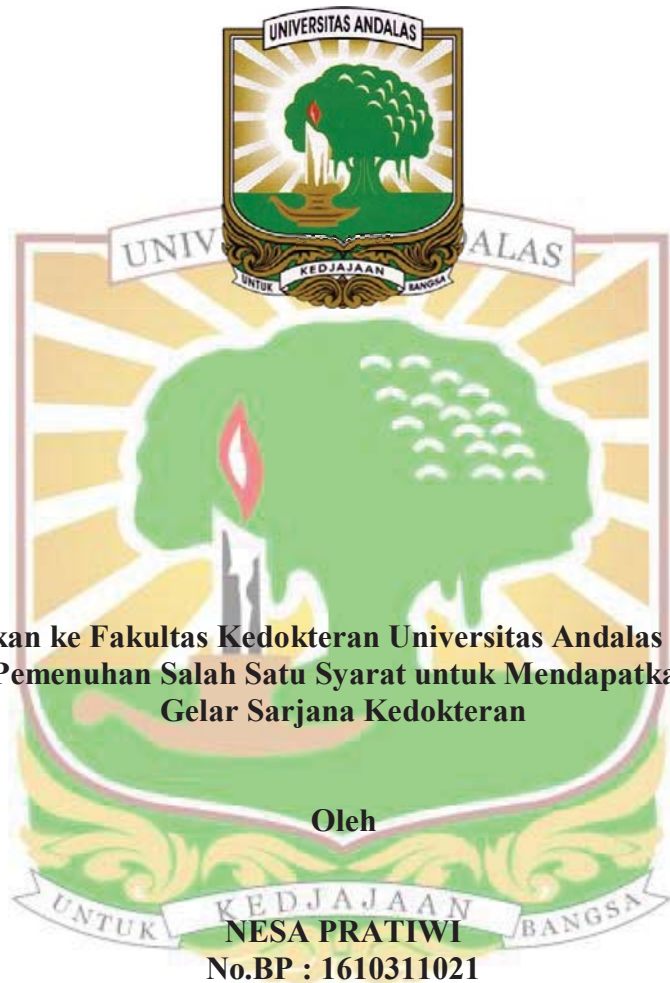 UNIVERSITAS ANDALAS
UNTUK KEDJAJAAN BANGSA
UNIV ALAS
kan ke Fakultas Kedokteran Universitas Andalas
Pemenuhan Salah Satu Syarat untuk Mendapatka
Gelar Sarjana Kedokteran
Oleh
UNTUK KEDJAJAAN BANGSA
NESA PRATIWI
No.BP : 1610311021